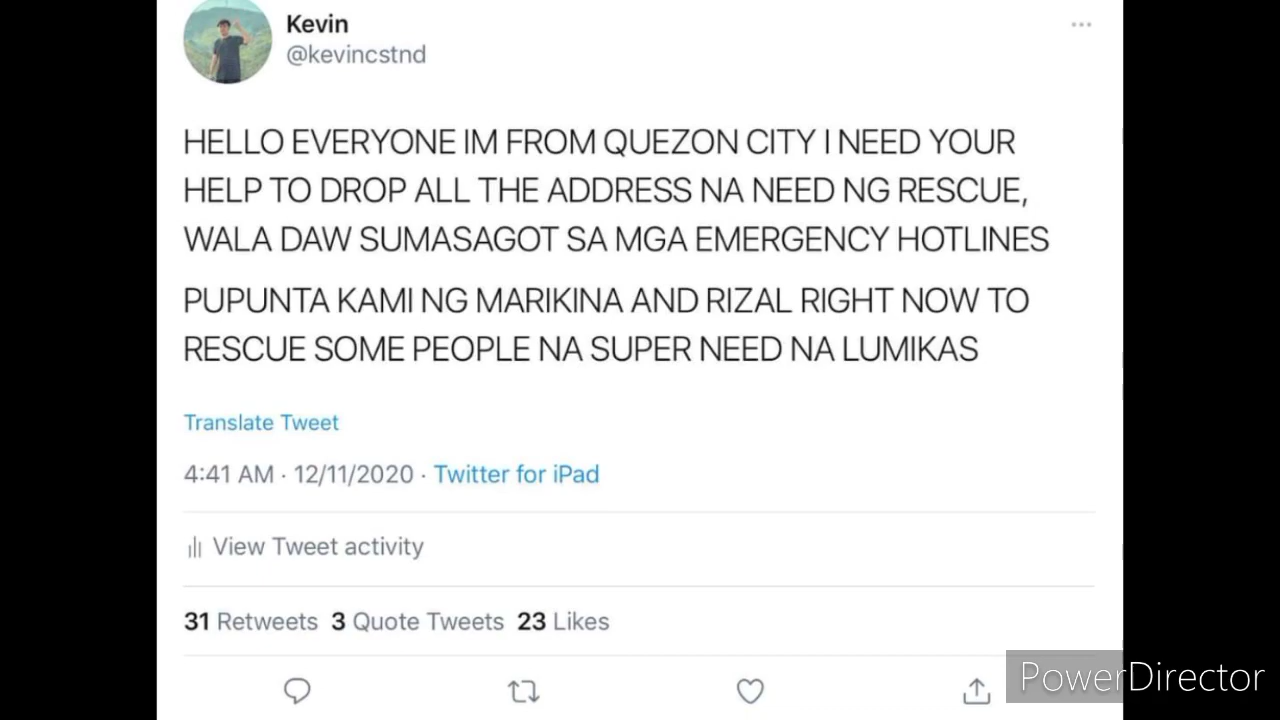 Kevin
@kevincstnd
HELLO EVERYONE IM FROM QUEZON CITY I NEED YOUR
HELP TO DROP ALL THE ADDRESS NA NEED NG RESCUE,
WALA DAW SUMASAGOT SA MGA EMERGENCY HOTLINES
PUPUNTA KAMI NG MARIKINA AND RIZAL RIGHT NOW TO
RESCUE SOME PEOPLE NA SUPER NEED NA LUMIKAS
Translate Tweet
4:41 AM · 12/11/2020 · Twitter for iPad
View Tweet activity
31 Retweets 3 Quote Tweets 23 Likes
PowerDirector